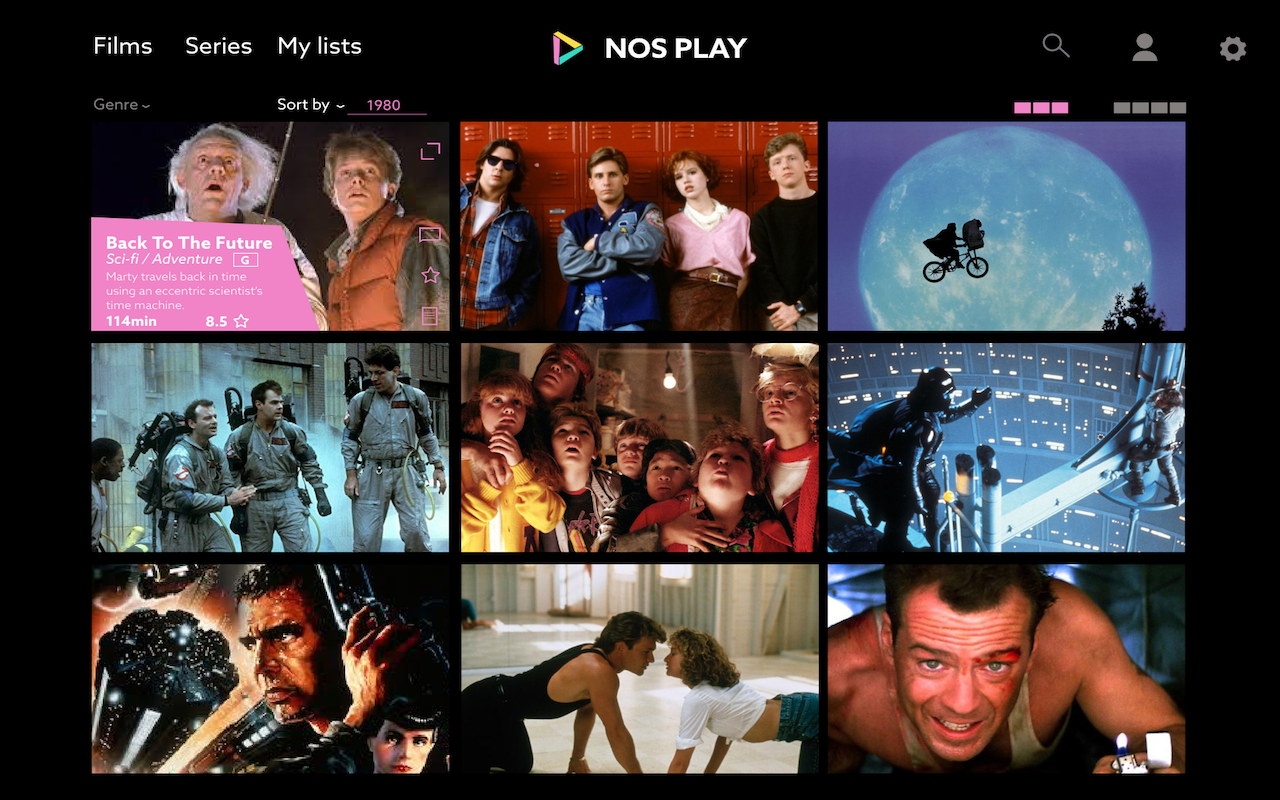 Films Series My lists NOS PLAY
Genre Sort by 1980
Back To The Future
Sci-fi / Adventure G
Marty travels back in time
using an eccentric scientist's
time machine.
114min 8.5